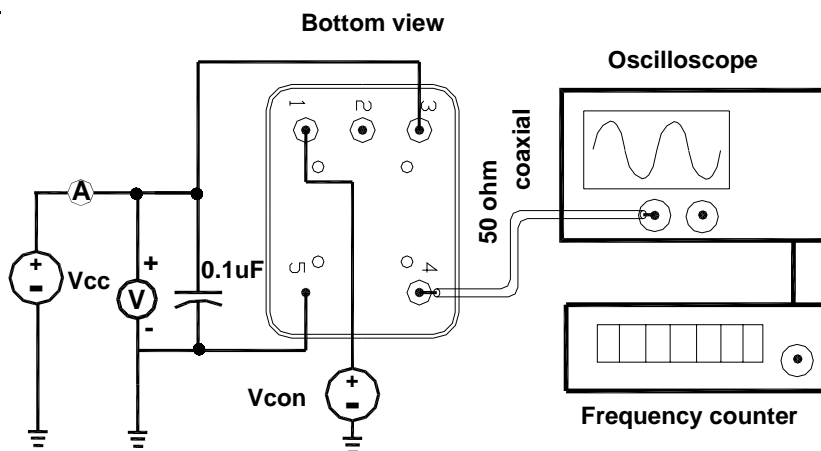 Bottom view
Oscilloscope
1
2
3
A
50 ohm
coaxial
+
-
Vcc
+
V
-
0.1uF
5
4
Vcon
+
-
Frequency counter